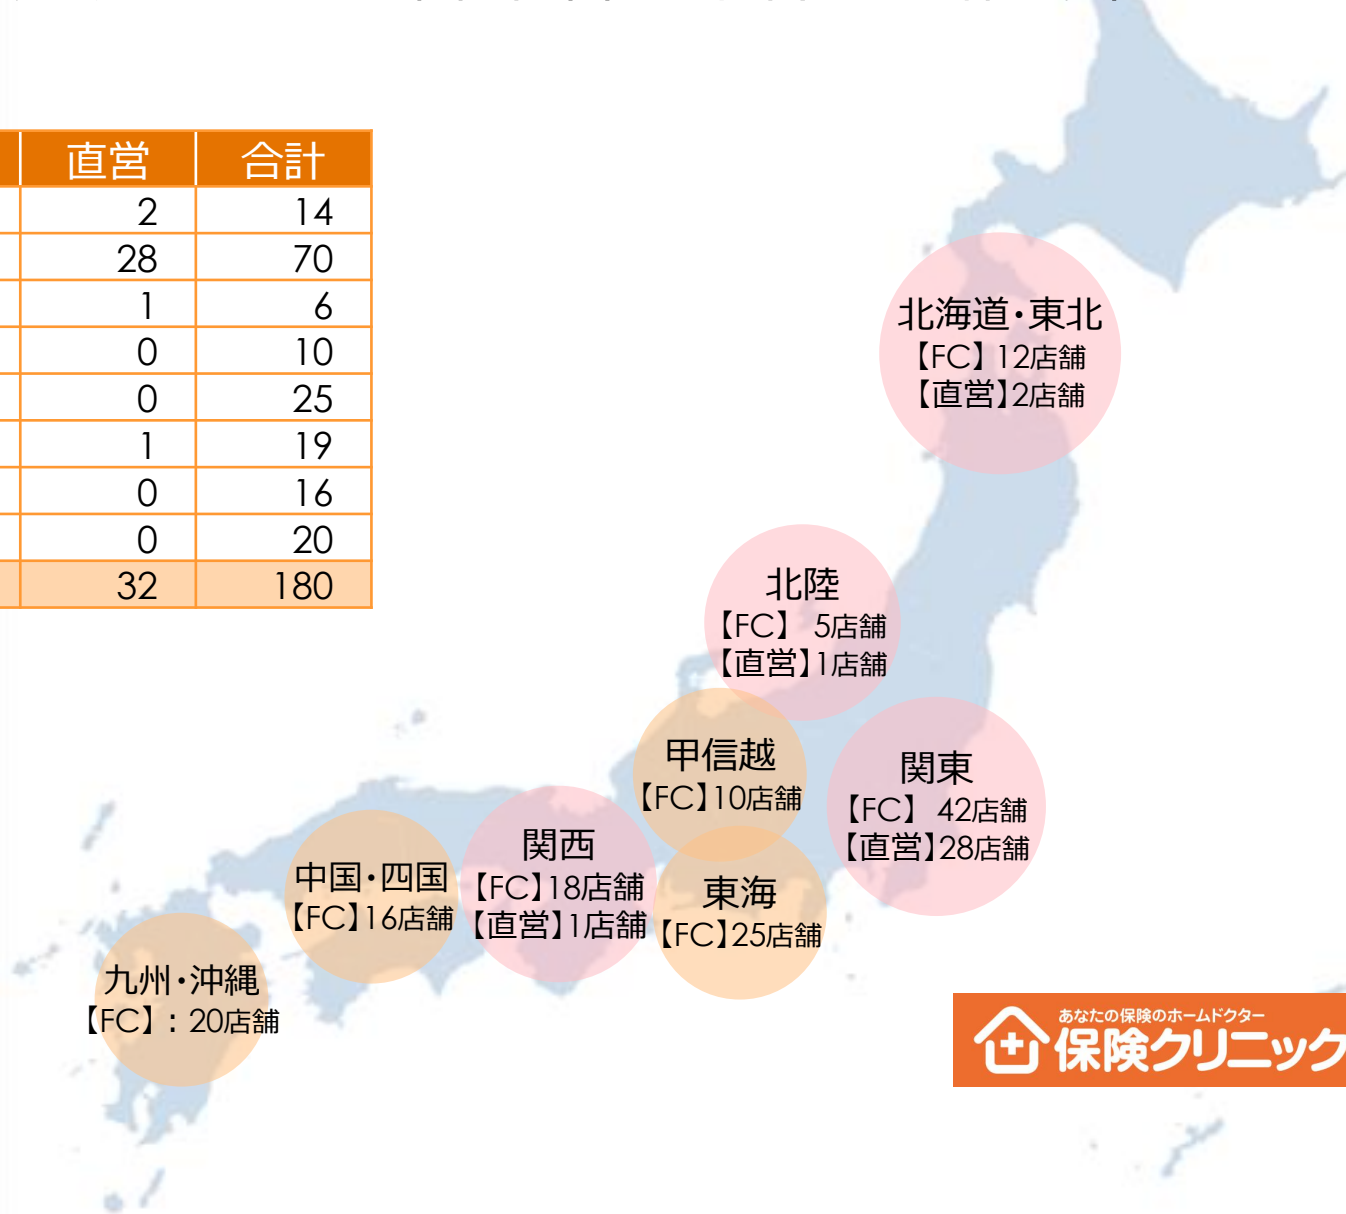 直営 合計
2 14
28 70
1 6
0 10
0 25
1 19
0 16
0 20
32 180
北海道・東北
【FC】12店舗
【直営】2店舗
北陸
【FC】 5店舗
【直営】1店舗
甲信越
【FC】10店舗
関東
【FC】 42店舗
【直営】28店舗
関西
【FC】18店舗
【直営】1店舗
中国・四国
【FC】16店舗
東海
【FC】25店舗
九州・沖縄
【FC】：20店舗
あなたの保険のホームドクター
保険クリニック